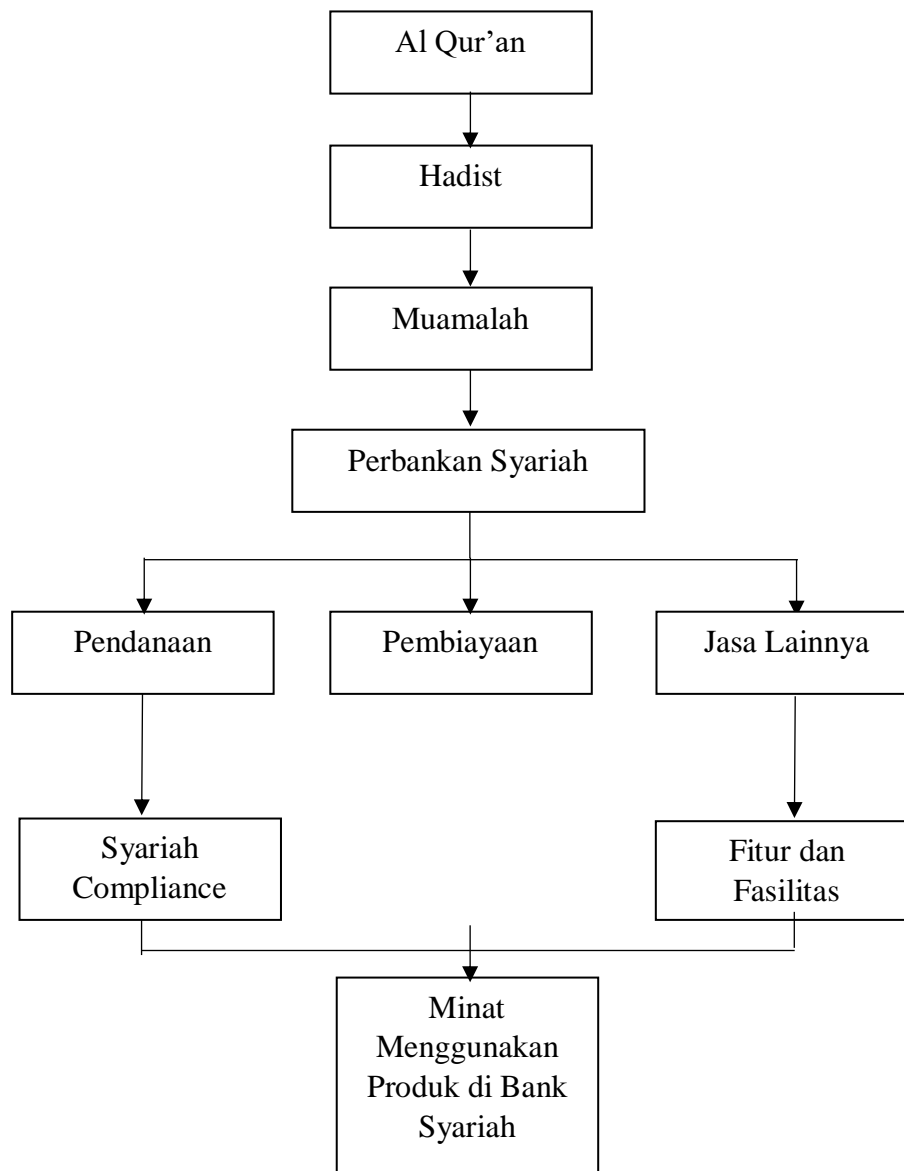 Al Qur’an
Hadist
Muamalah
Perbankan Syariah
Pendanaan
Pembiayaan
Jasa Lainnya
Syariah
Compliance
Fitur dan
Fasilitas
Minat
Menggunakan
Produk di Bank
Syariah